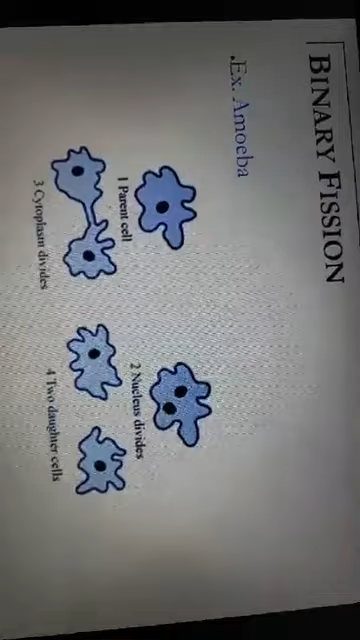 BINARY FISSION
.Ex. Amoeba
1 Parent cell
2 Nucleus divides
3 Cytoplasm divides
4 Two daughter cells